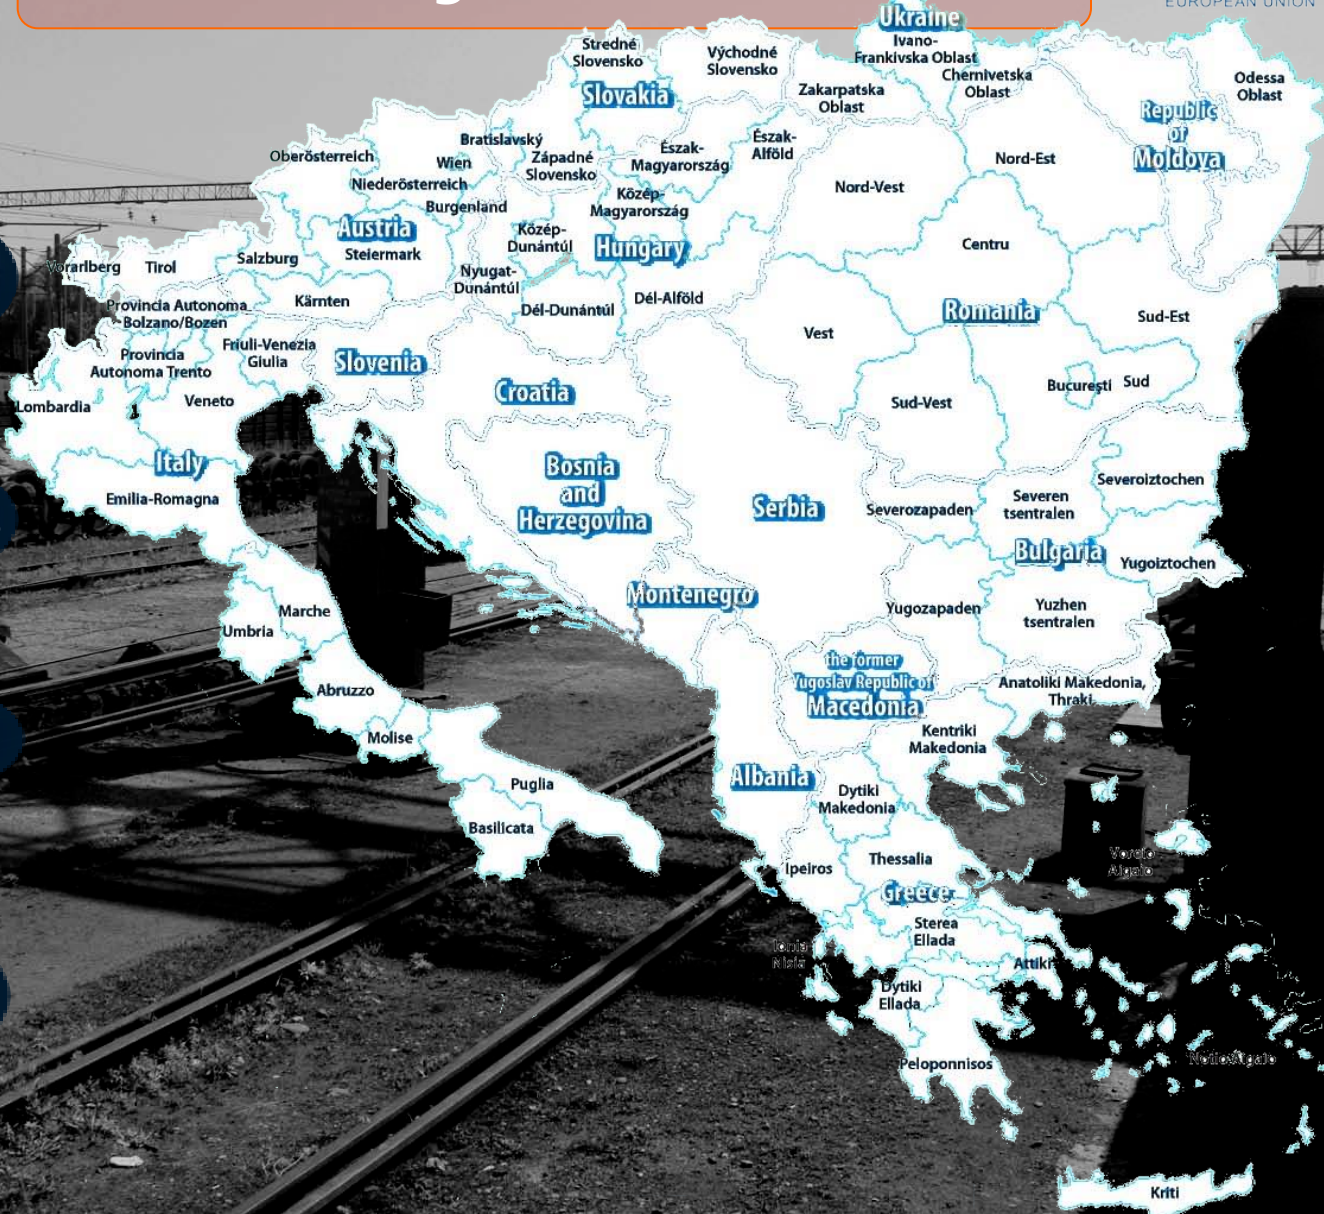 EUROPEAN UNION
Ukraine
Ivano-
Frankivska Oblast
Chernivetska
Oblast
Stredné
Slovensko
Slovakia
Východné
Slovensko
Zakarpatska
Oblast
Odessa
Oblast
Republic
of
Moldova
Bratislavský
Oberösterreich
Wien
Niederösterreich
Západné
Slovensko
Észak-
Magyarország
Észak-
Alföld
Nord-Vest
Nord-Est
Burgenland
Közép-
Magyarország
Austria
Steiermark
Közép-
Dunántúl
Hungary
Centru
Vorarlberg
Tirol
Salzburg
Nyugat-
Dunántúl
Kärnten
Dél-Dunántúl
Dél-Alföld
Provincia Autonoma
Bolzano/Bozen
Romania
Sud-Est
Vest
Provincia
Autonoma Trento
Friuli-Venezia
Giulia
Slovenia
Croatia
Bucureşti
Sud
Sud-Vest
Lombardia
Veneto
Italy
Emilia-Romagna
Bosnia
and
Herzegovina
Serbia
Severozapaden
Severen
tsentralen
Severoiztochen
Bulgaria
Yugoiztochen
Montenegro
Yugozapaden
Yuzhen
tsentralen
Marche
Umbria
the former
Yugoslav Republic of
Macedonia
Anatoliki Makedonia,
Thraki
Abruzzo
Molise
Kentriki
Makedonia
Albania
Puglia
Dytiki
Makedonia
Basilicata
Ipeiros
Thessalia
Voreio
Aigaio
Greece
Sterea
Ellada
Ionia
Nisia
Attiki
Dytiki
Ellada
Peloponnisos
Notio Aigaio
Kriti